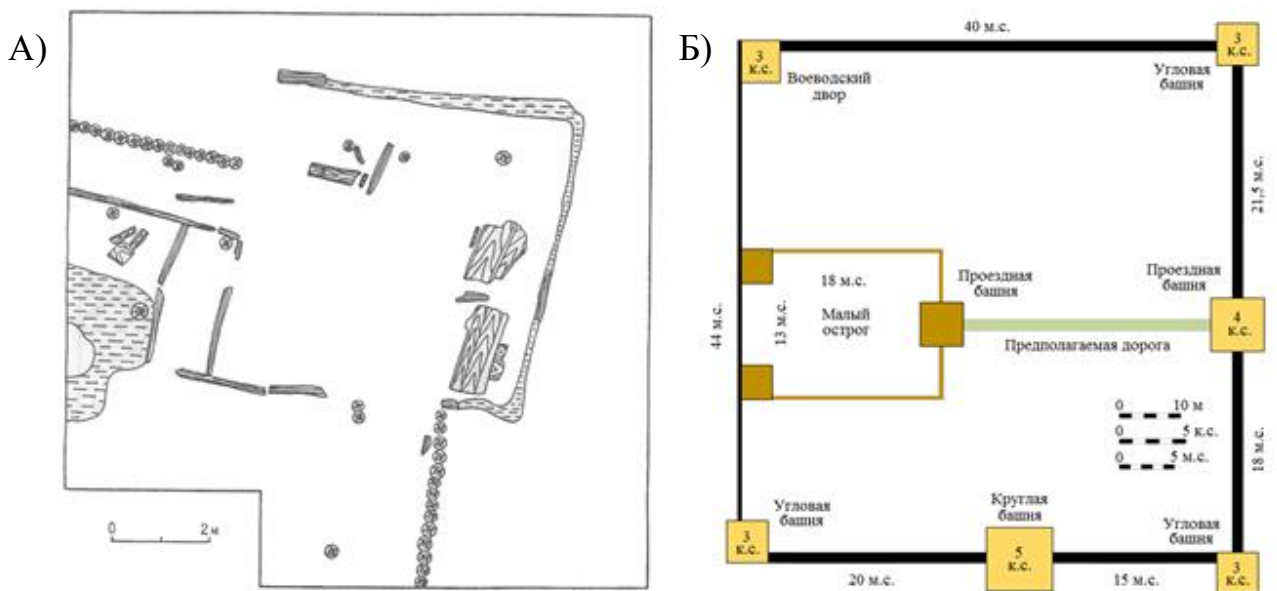 А)
0 2 м
Б)
40 м.с.
3
к.с.
3
к.с.
Воеводский
двор
Угловая
башня
21,5 м.с.
44 м.с.
18 м.с.
13 м.с.
Малый
острог
Проездная
башня
Проездная
башня
4
к.с.
Предполагаемая дорога
0 10 м
0 5 к.с.
0 5 м.с.
18 м.с.
Угловая
башня
Круглая
башня
Угловая
башня
3
к.с.
5
к.с.
3
к.с.
20 м.с.
15 м.с.